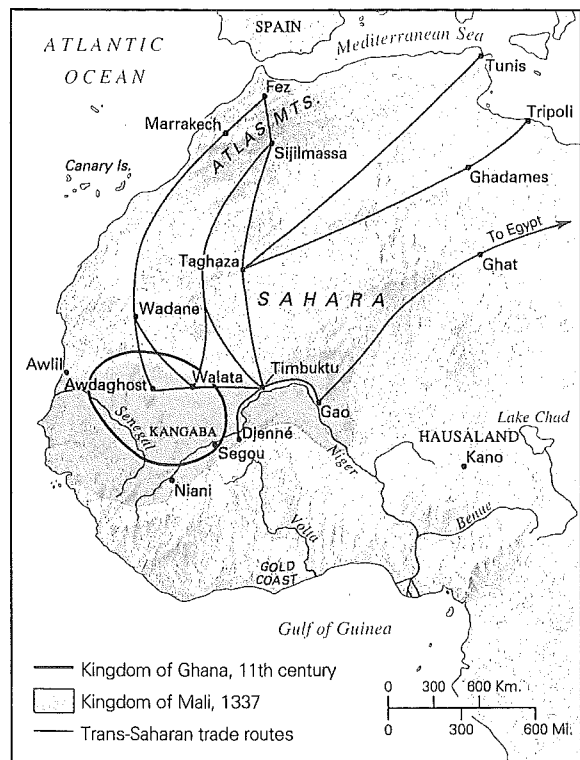 SPAIN
ATLANTIC
OCEAN
Mediterranean Sea
Tunis
Fez
Marrakech
ATLAS MTS.
Tripoli
Sijilmassa
Canary Is.
Ghadames
To Egypt
Taghaza
Ghat
SAHARA
Wadane
Awlil
Awdaghost
Walata
Timbuktu
Gao
Senegal
KANGABA
Djenné
Segou
Niani
Niger
Lake Chad
HAUSALAND
Kano
Benue
Volta
GOLD
COAST
Gulf of Guinea
Kingdom of Ghana, 11th century
Kingdom of Mali, 1337
Trans-Saharan trade routes
0 300 600 Km.
0 300 600 Mi.